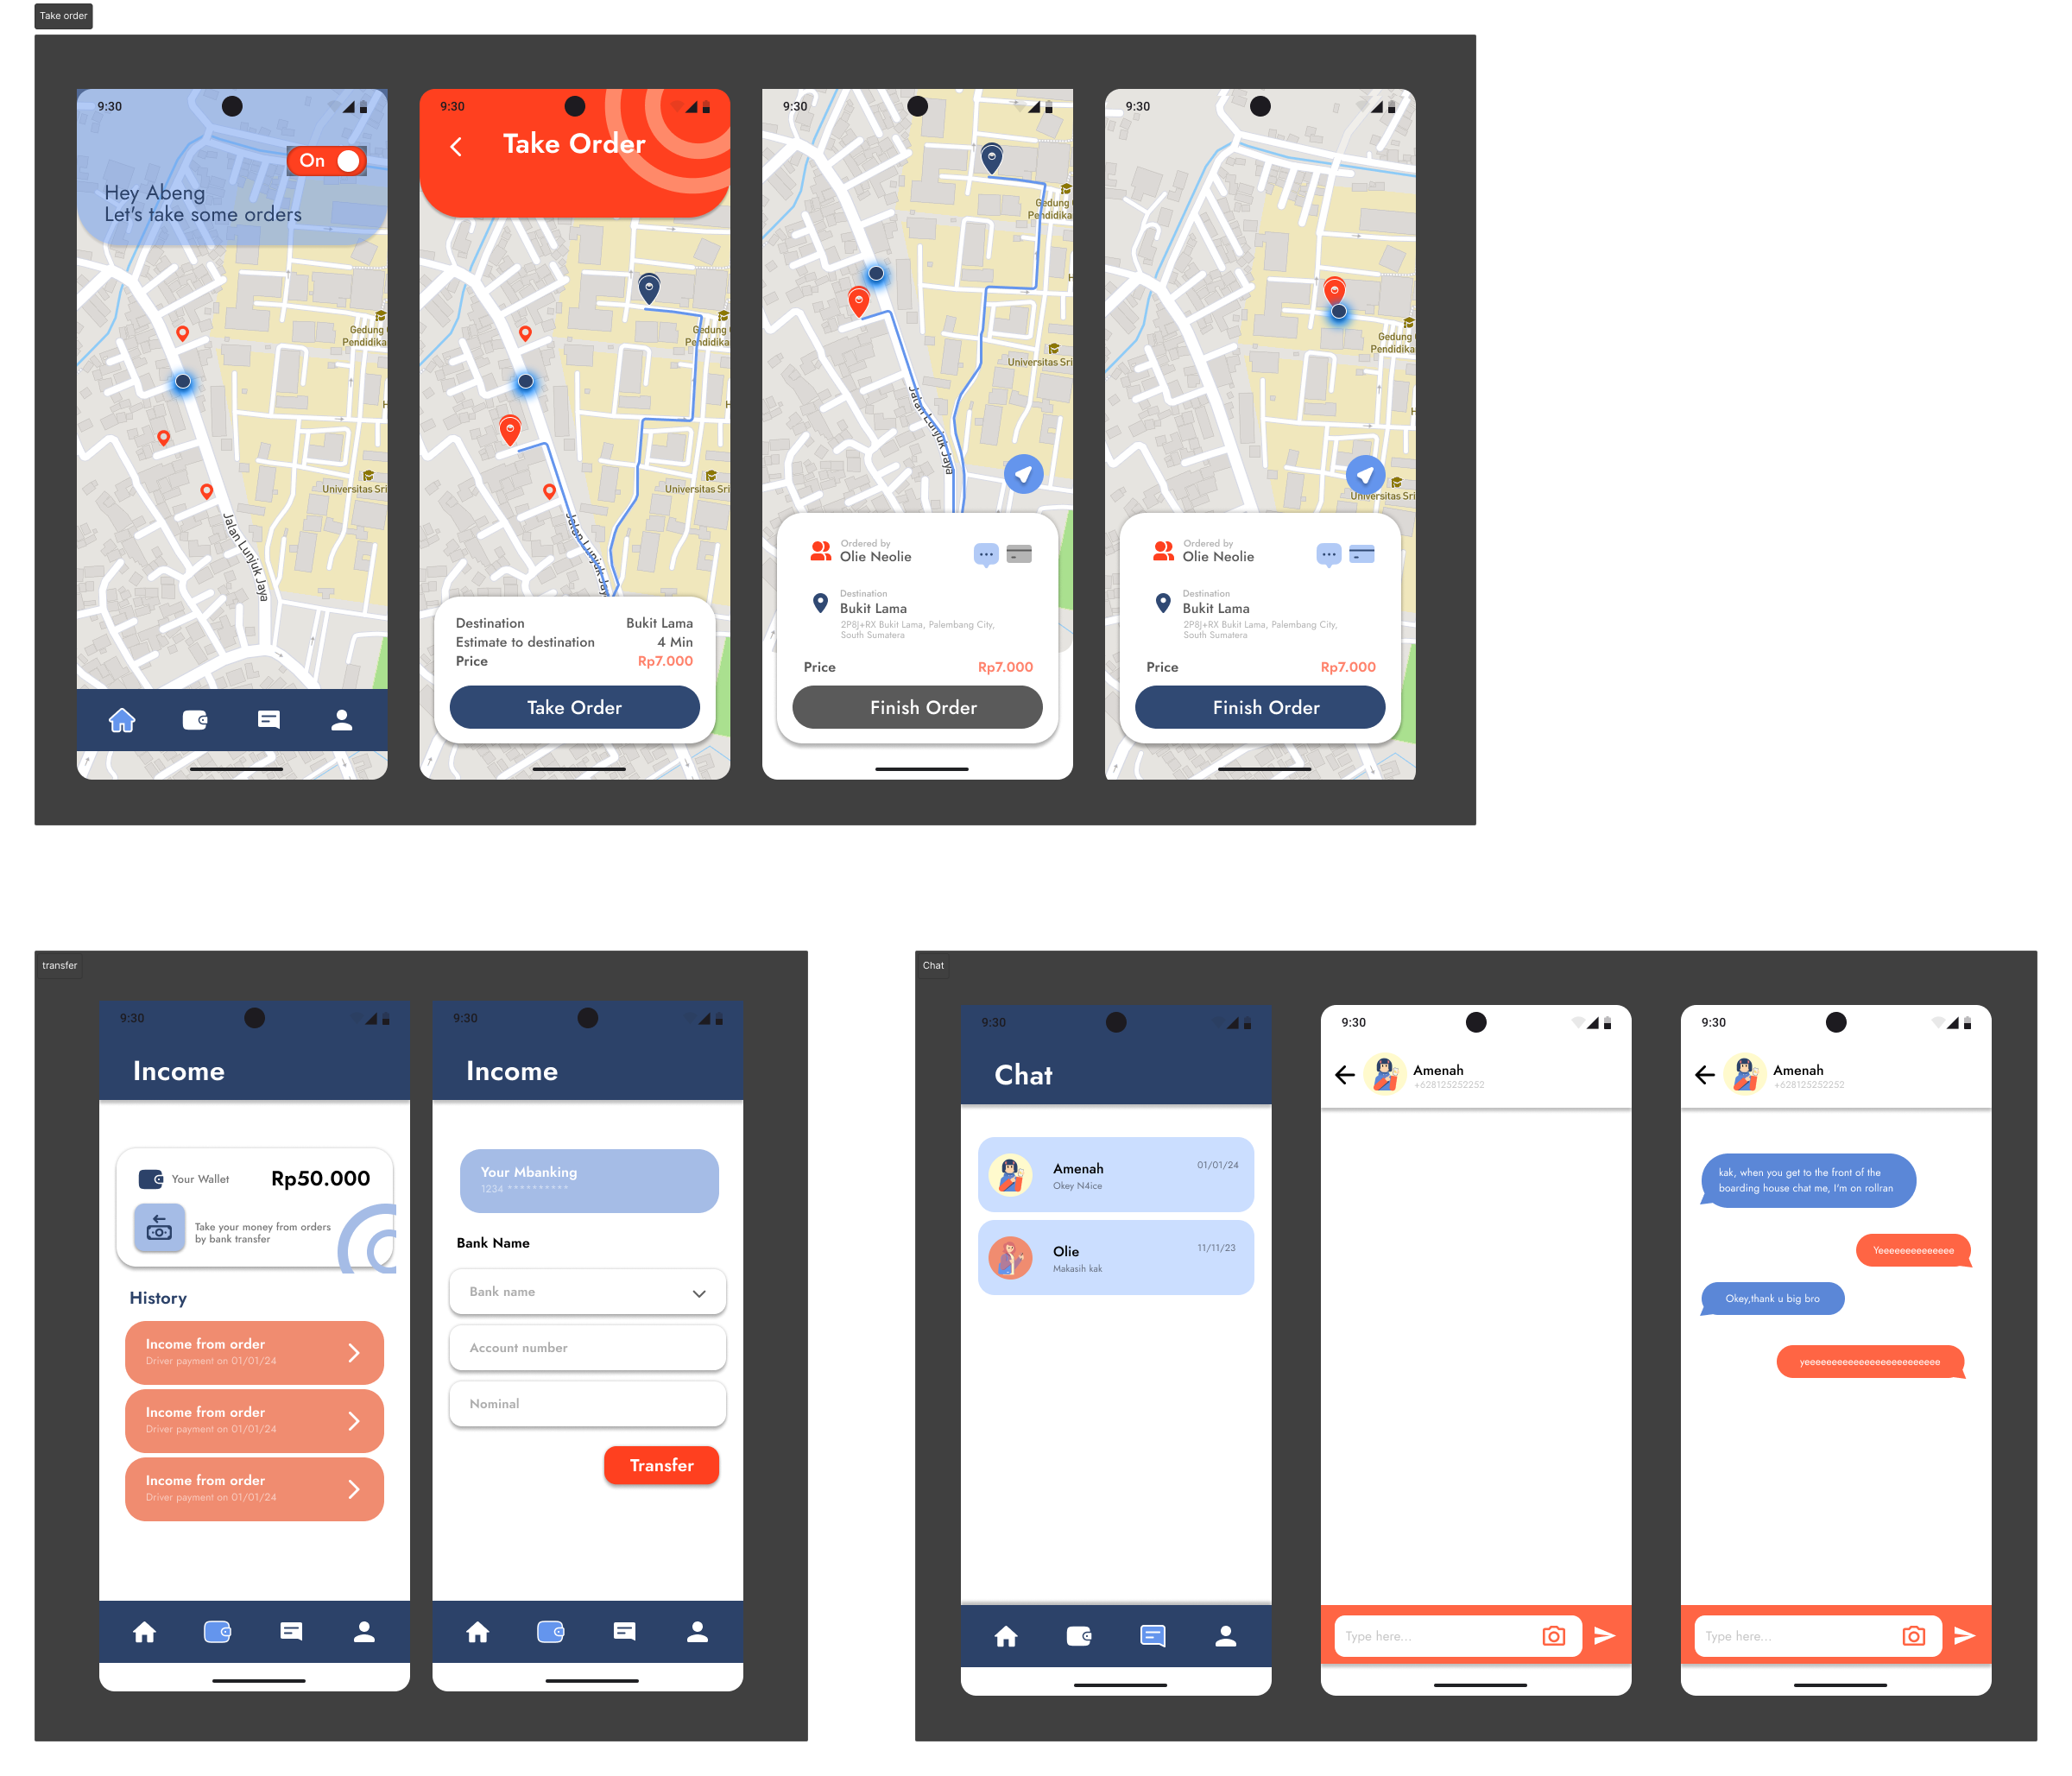 Take order
9:30
On
Hey Abeng
Let's take some orders
Gedung
Pendidika
H
Universitas Sri
Jalan Lunjuk Jaya
9:30
Take Order
Gedung
Pendidika
H
Universitas Sri
Jalan Lunjuk Jay
Destination
Bukit Lama
Estimate to destination
4 Min
Price
Rp7.000
Take Order
9:30
Gedung
Pendidika
H
Universitas Sri
Jalan Lunjuk Jaya
Ordered by
Olie Neolie
Destination
Bukit Lama
2P8J+RX Bukit Lama, Palembang City,
South Sumatera
Price
Rp7.000
Finish Order
9:30
Gedung
Pendidika
H
Universitas Sri
Ordered by
Olie Neolie
Destination
Bukit Lama
2P8J+RX Bukit Lama, Palembang City,
South Sumatera
Price
Rp7.000
Finish Order
transfer
9:30
Income
Your Wallet
Rp50.000
Take your money from orders
by bank transfer
History
Income from order
Driver payment on 01/01/24
Income from order
Driver payment on 01/01/24
Income from order
Driver payment on 01/01/24
9:30
Income
Your Mbanking
1234 **********
Bank Name
Bank name
Account number
Nominal
Transfer
Chat
9:30
Chat
Amenah
01/01/24
Okey N4ice
Olie
11/11/23
Makasih kak
9:30
Amenah
+628125252252
Type here...
9:30
Amenah
+628125252252
kak, when you get to the front of the
boarding house chat me, I'm on rollran
Yeeeeeeeeeeeeee
Okey,thank u big bro
yeeeeeeeeeeeeeeeeeeeeeeeee
Type here...